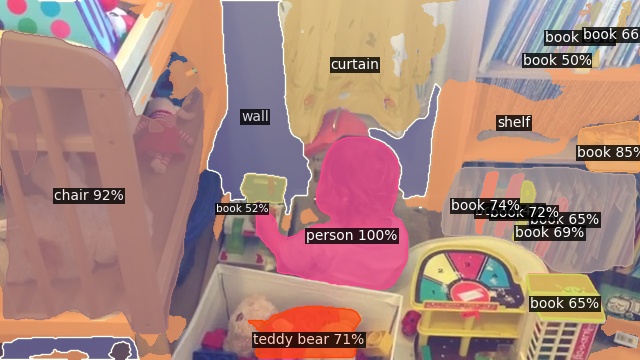 book
book 66
book 50%
curtain
wall
shelf
book 85%
chair 92%
book 52%
book 74%
book 72%
book 65%
book 69%
person 100%
book 65%
teddy bear 71%